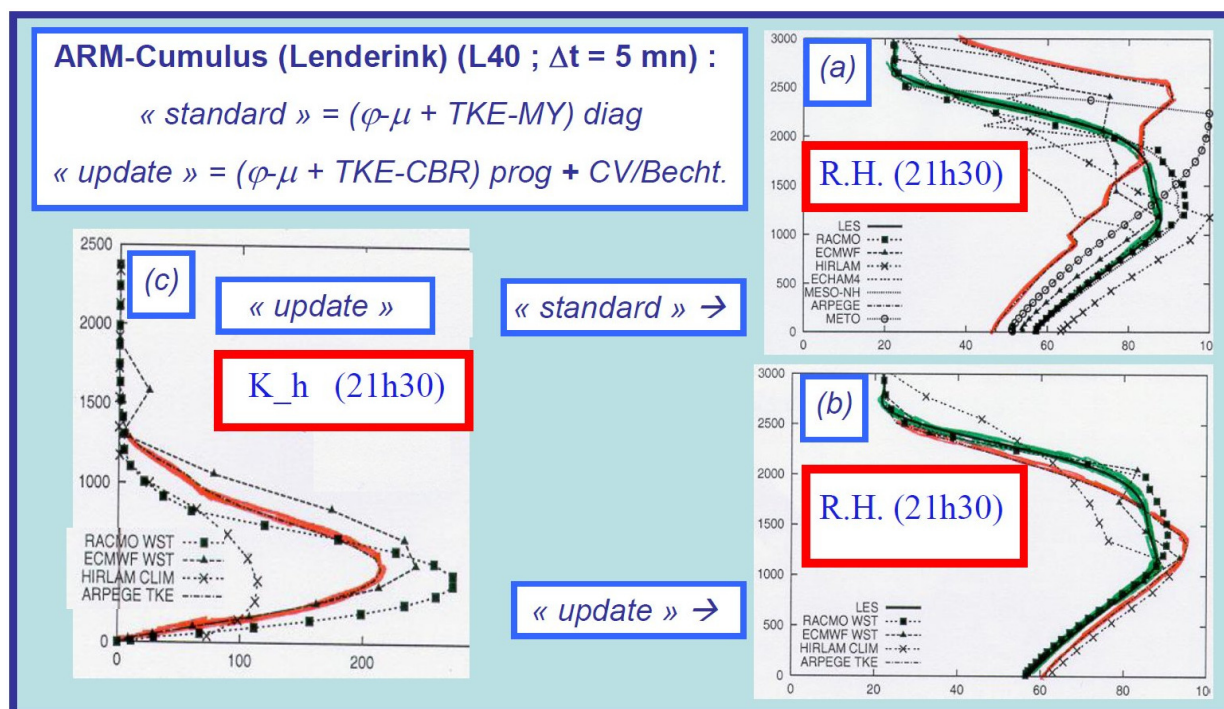 ARM-Cumulus (Lenderink) (L40 ; Δt = 5 mn) :
« standard » = (φ-μ + TKE-MY) diag
« update » = (φ-μ + TKE-CBR) prog + CV/Becht.
(a)
R.H. (21h30)
3000
2500
2000
1500
1000
500
0
LES
RACMO
ECMWF
HIRLAM
ECHAM4
MESO-NH
ARPEGE
METO
0 20 40 60 80 100
« standard » →
(c)
« update »
K_h (21h30)
2500
2000
1500
1000
500
0
RACMO WST
ECMWF WST
HIRLAM CLIM
ARPEGE TKE
0 100 200
« update » →
(b)
R.H. (21h30)
3000
2500
2000
1500
1000
500
0
LES
RACMO WST
ECMWF WST
HIRLAM CLIM
ARPEGE TKE
0 20 40 60 80